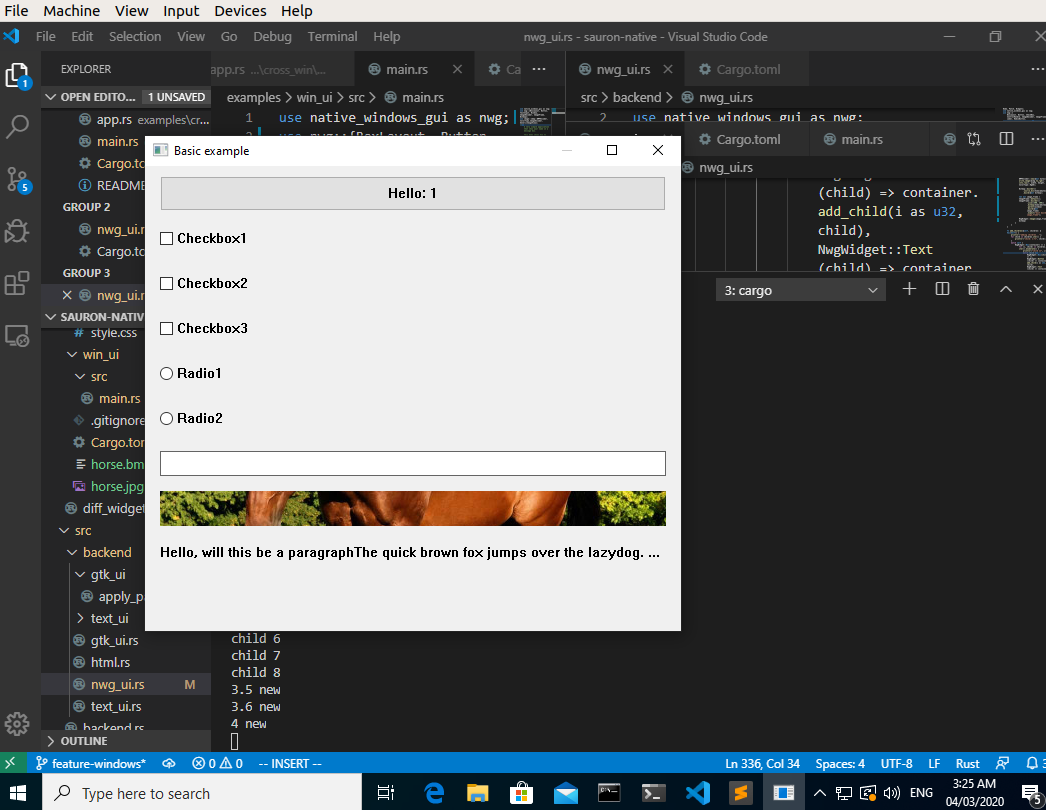 File Machine View Input Devices Help
File Edit Selection View Go Debug Terminal Help
nwg_ui.rs - sauron-native - Visual Studio Code
EXPLORER
OPEN EDITO... 1 UNSAVED
app.rs examples\cr...
main.rs
Cargo.to
README
GROUP 2
nwg_ui.r
Cargo.to
GROUP 3
nwg_ui.r
SAURON-NATIV
style.css
win_ui
src
main.rs
.gitignore
Cargo.tor
horse.bm
horse.jpg
diff_widget
src
backend
gtk_ui
apply_pa
text_ui
gtk_ui.rs
html.rs
nwg_ui.rs M
text_ui.rs
backend.rs
OUTLINE
app.rs ...\cross_win\...
main.rs
Ca
examples > win_ui > src > main.rs
1 use native_windows_gui as nwg;
2 use nwg::{BoxLayout, Button,
nwg_ui.rs
Cargo.toml
src > backend > nwg_ui.rs
2 use native_windows_gui as nwg;
Cargo.toml
main.rs
nwg_ui.rs
(child) => container.
add_child(i as u32,
child),
NwgWidget::Text
(child) => container
3: cargo
Basic example
Hello: 1
Checkbox1
Checkbox2
Checkbox3
Radio1
Radio2
Hello, will this be a paragraphThe quick brown fox jumps over the lazydog. ...
child 6
child 7
child 8
3.5 new
3.6 new
4 new
feature-windows* 0 0 -- INSERT --
Ln 336, Col 34 Spaces: 4 UTF-8 LF Rust 3
Type here to search
ENG
3:25 AM
04/03/2020
5